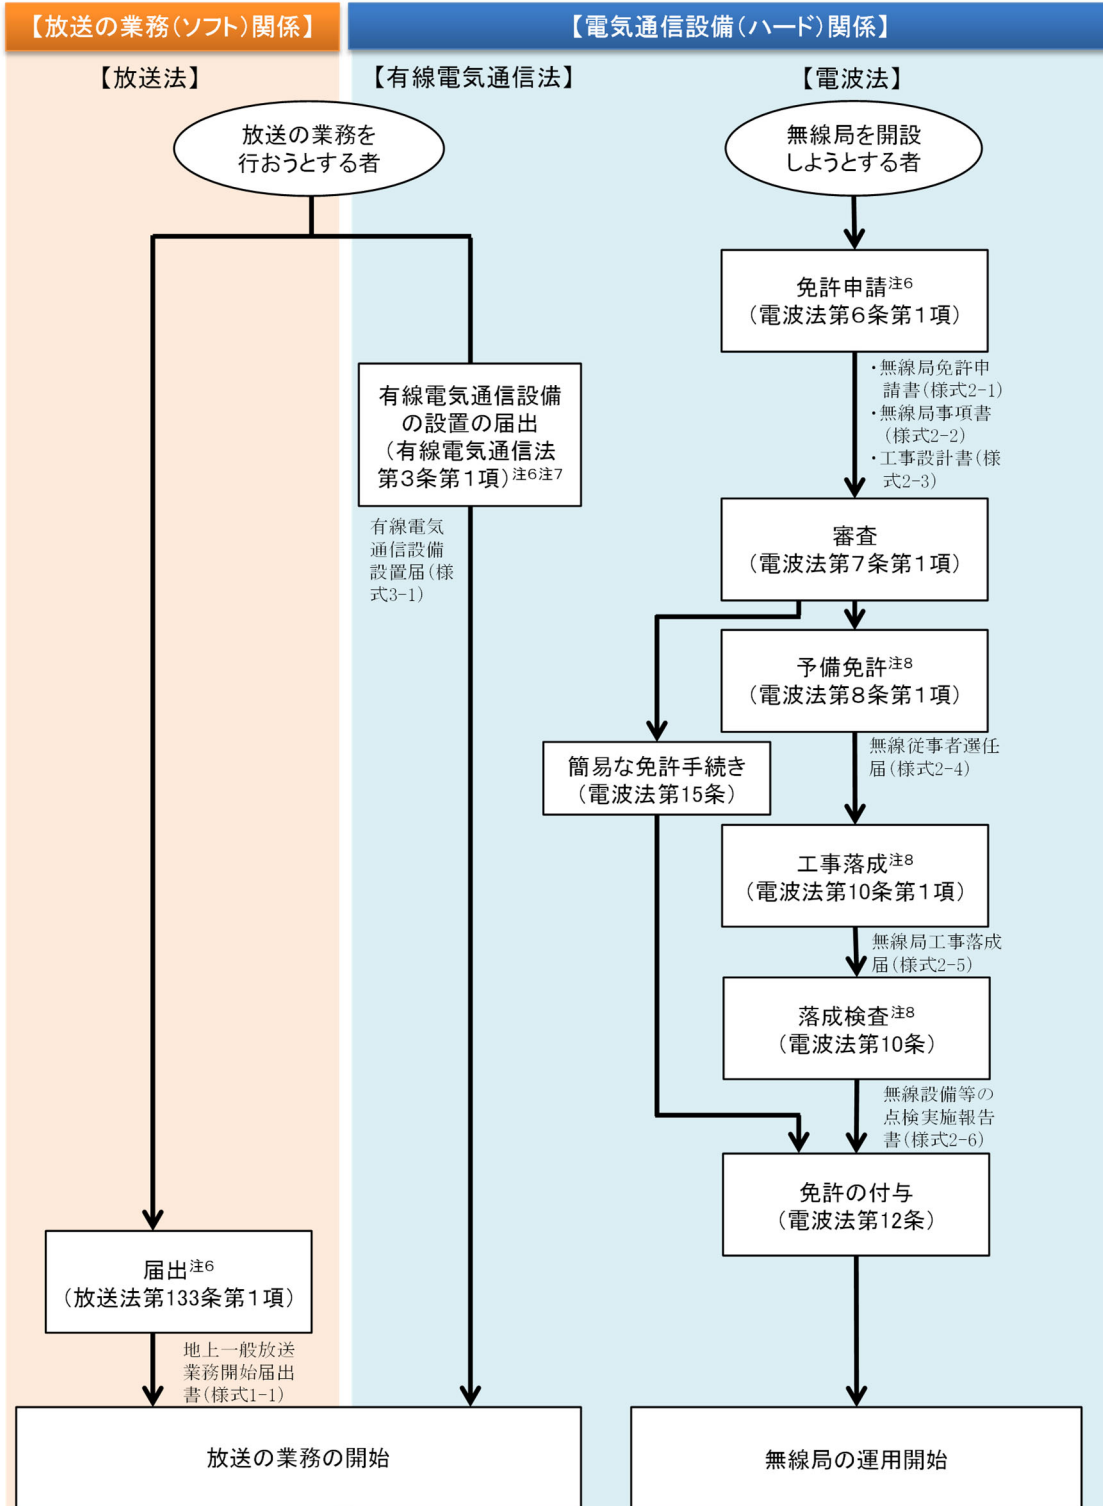 【放送の業務(ソフト)関係】
【電気通信設備(ハード)関係】
【放送法】
【有線電気通信法】
【電波法】
放送の業務を
行おうとする者
無線局を開設
しようとする者
免許申請注6
(電波法第6条第1項)
・無線局免許申
請書(様式2-1)
・無線局事項書
(様式2-2)
・工事設計書(様
式2-3)
有線電気通信設備
の設置の届出
(有線電気通信法
第3条第1項)注6注7
有線電気
通信設備
設置届(様
式3-1)
審査
(電波法第7条第1項)
予備免許注8
(電波法第8条第1項)
無線従事者選任
届(様式2-4)
簡易な免許手続き
(電波法第15条)
工事落成注8
(電波法第10条第1項)
無線局工事落成
届(様式2-5)
落成検査注8
(電波法第10条)
無線設備等の
点検実施報告
書(様式2-6)
免許の付与
(電波法第12条)
届出注6
(放送法第133条第1項)
地上一般放送
業務開始届出
書(様式1-1)
放送の業務の開始
無線局の運用開始